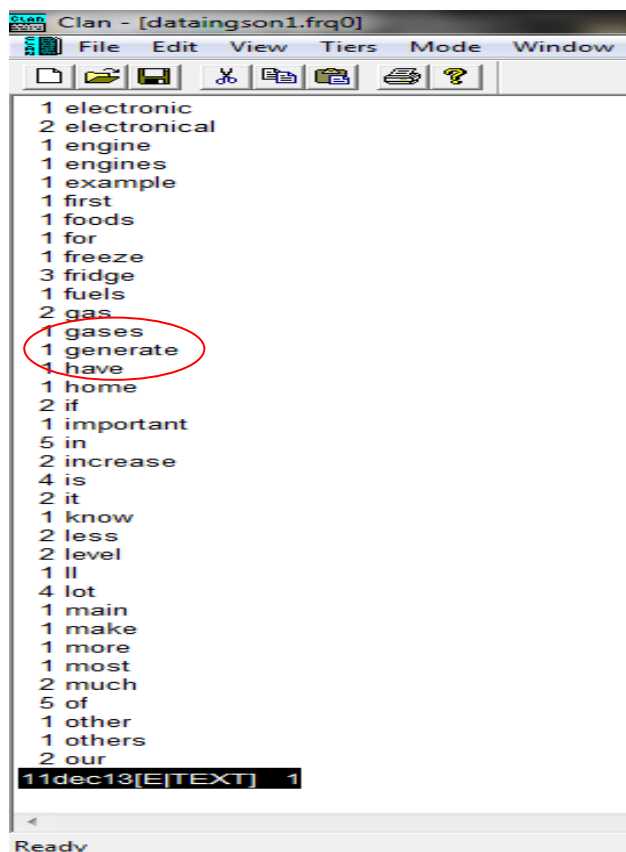 Clan - [dataingson1.frq0]
File Edit View Tiers Mode Window
1 electronic
2 electronical
1 engine
1 engines
1 example
1 first
1 foods
1 for
1 freeze
3 fridge
1 fuels
2 gas
1 gases
1 generate
1 have
1 home
2 if
1 important
5 in
2 increase
4 is
2 it
1 know
2 less
2 level
1 ll
4 lot
1 main
1 make
1 more
1 most
2 much
5 of
1 other
1 others
2 our
11dec13[E|TEXT] 1
Ready